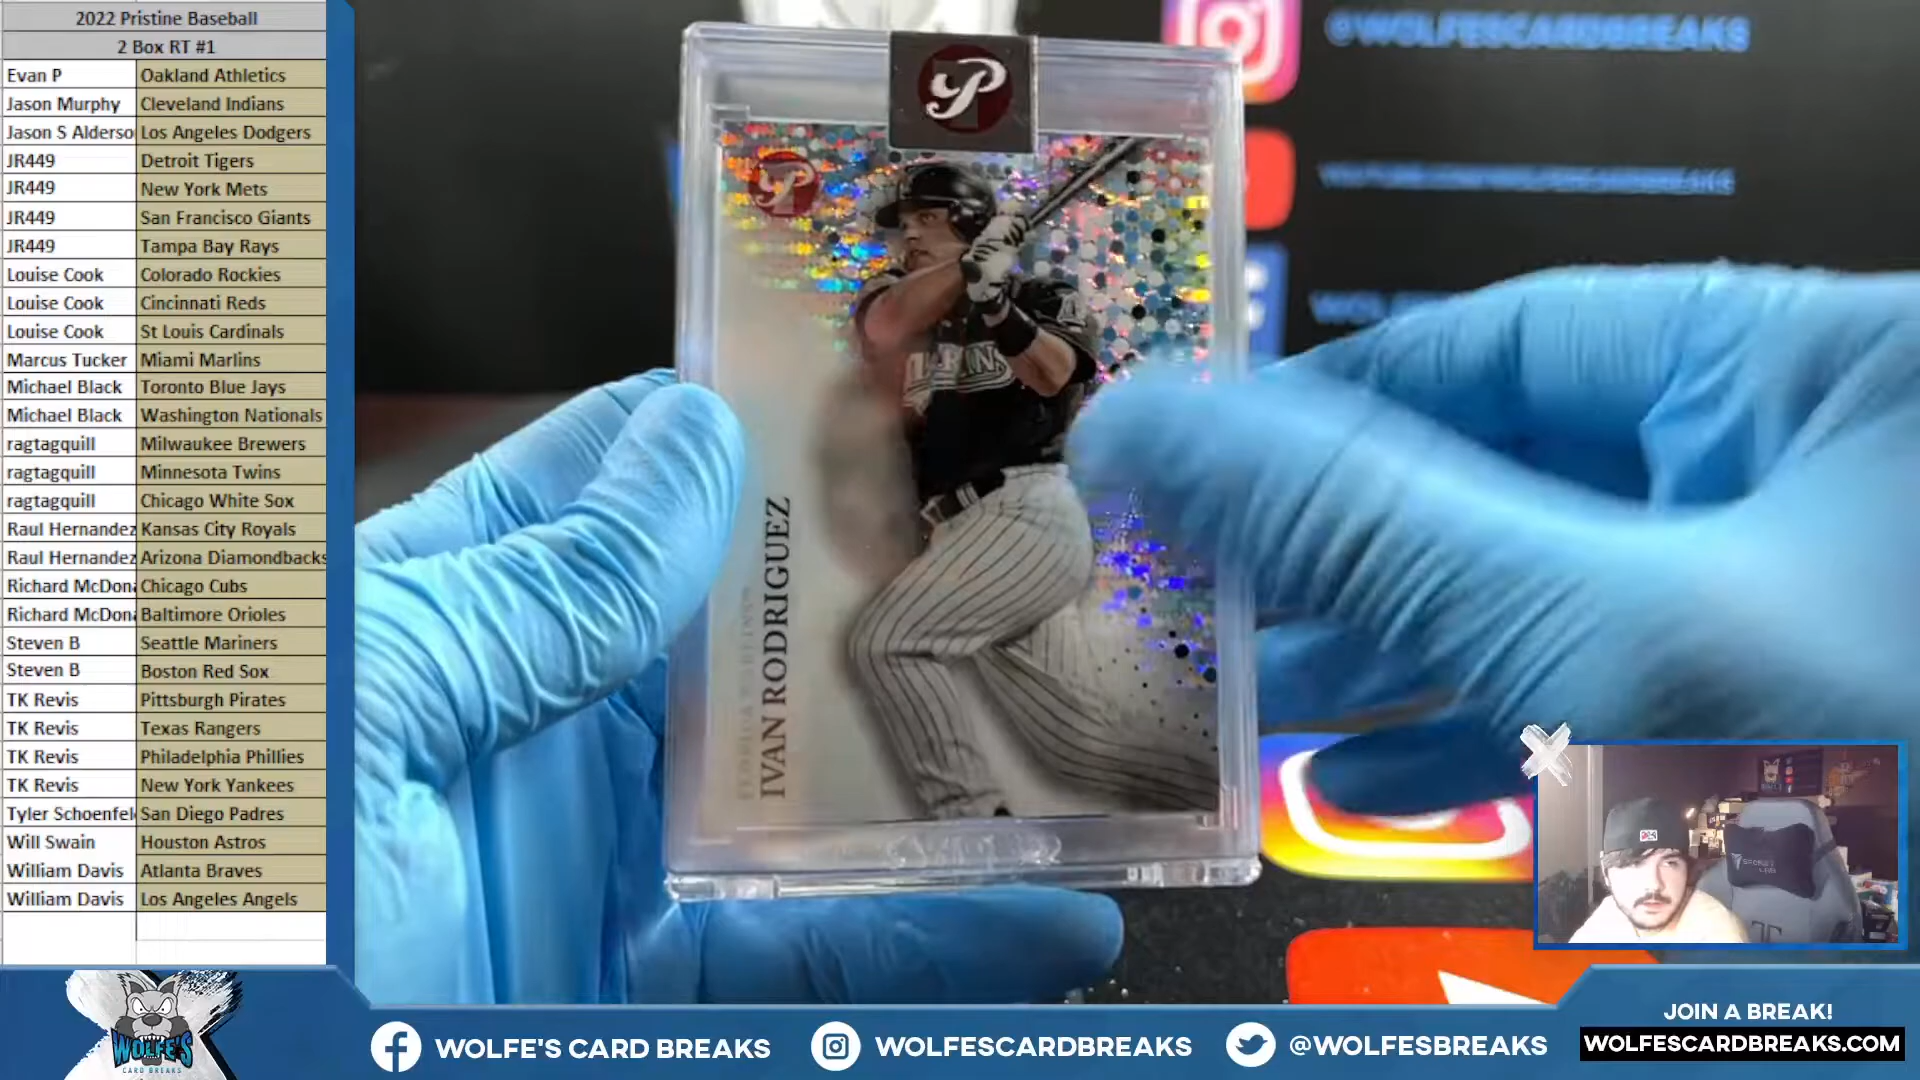 2022 Pristine Baseball
2 Box RT #1
Evan P Oakland Athletics
Jason Murphy Cleveland Indians
Jason S Alderso Los Angeles Dodgers
JR449 Detroit Tigers
JR449 New York Mets
JR449 San Francisco Giants
JR449 Tampa Bay Rays
Louise Cook Colorado Rockies
Louise Cook Cincinnati Reds
Louise Cook St Louis Cardinals
Marcus Tucker Miami Marlins
Michael Black Toronto Blue Jays
Michael Black Washington Nationals
ragtagquill Milwaukee Brewers
ragtagquill Minnesota Twins
ragtagquill Chicago White Sox
Raul Hernandez Kansas City Royals
Raul Hernandez Arizona Diamondbacks
Richard McDona Chicago Cubs
Richard McDona Baltimore Orioles
Steven B Seattle Mariners
Steven B Boston Red Sox
TK Revis Pittsburgh Pirates
TK Revis Texas Rangers
TK Revis Philadelphia Phillies
TK Revis New York Yankees
Tyler Schoenfel San Diego Padres
Will Swain Houston Astros
William Davis Atlanta Braves
William Davis Los Angeles Angels
@WOLFESCARDBREAKS
P
P
IVAN RODRIGUEZ
WOLFE'S
CARD BREAKS
WOLFE'S CARD BREAKS
WOLFESCARDBREAKS
@WOLFESBREAKS
JOIN A BREAK!
WOLFESCARDBREAKS.COM